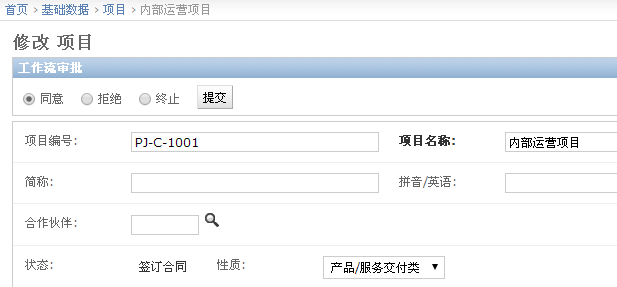 首页 › 基础数据 › 项目 › 内部运营项目
修改 项目
工作流审批
同意 拒绝 终止 提交
项目编号: PJ-C-1001 项目名称: 内部运营项目
简称: 拼音/英语:
合作伙伴:
状态: 签订合同 性质: 产品/服务交付类